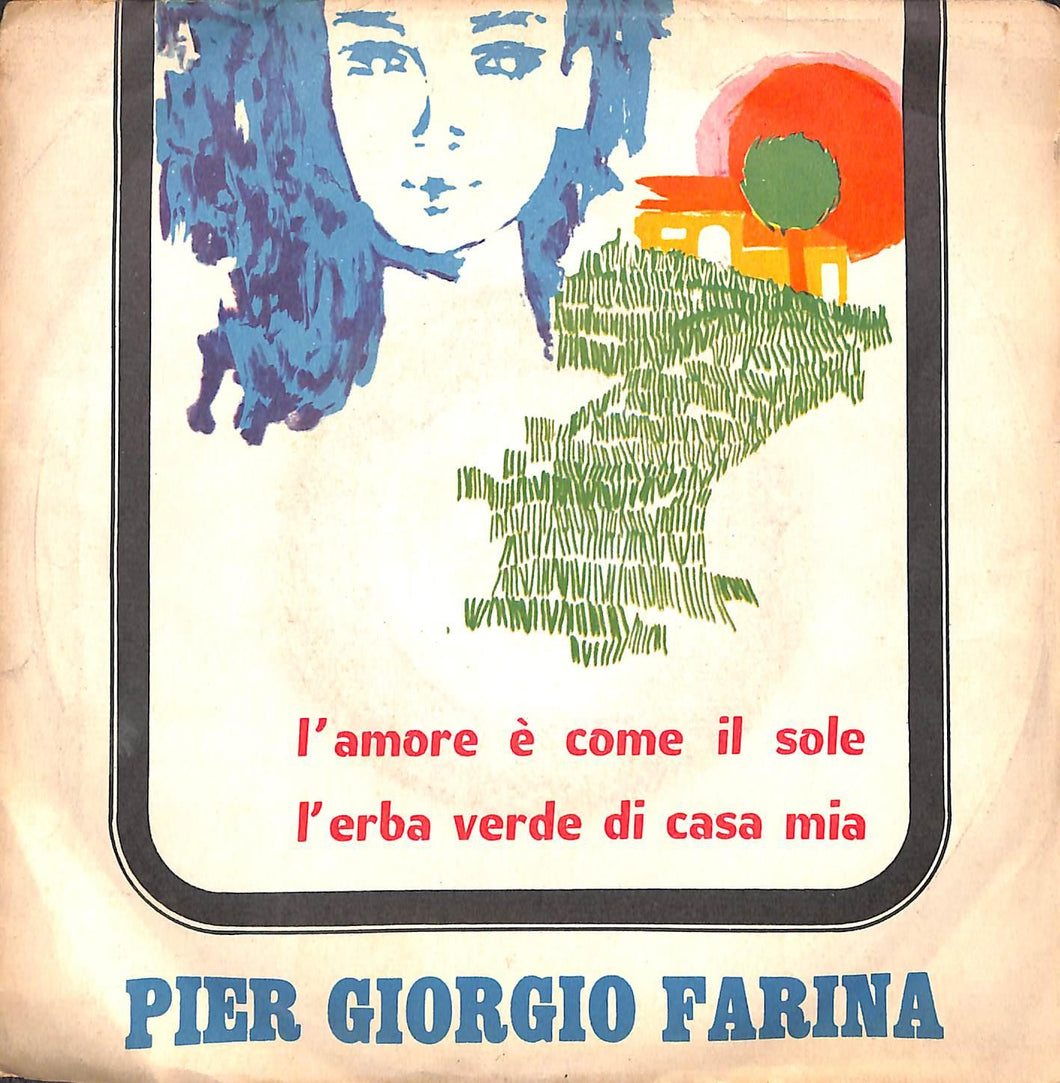 l'amore è come il sole
l'erba verde di casa mia
PIER GIORGIO FARINA